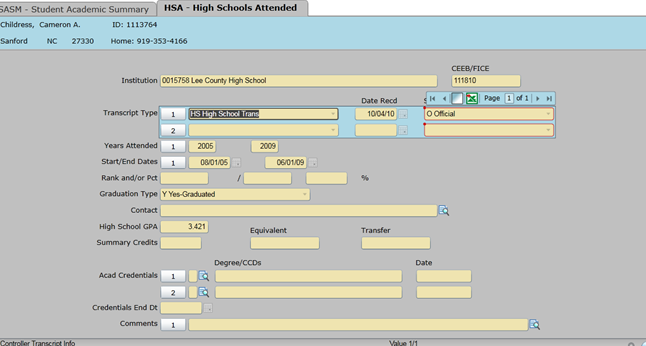 SASM - Student Academic Summary HSA - High Schools Attended
Childress, Cameron A. ID: 1113764
Sanford NC 27330 Home: 919-353-4166
CEEB/FICE
Institution 0015758 Lee County High School 111810
Date Recd S Page 1 of 1
Transcript Type 1 HS High School Trans 10/04/10 O Official
2
Years Attended 1 2005 2009
Start/End Dates 1 08/01/05 06/01/09
Rank and/or Pct / %
Graduation Type Y Yes-Graduated
Contact
High School GPA 3.421
Equivalent Transfer
Summary Credits
Degree/CCDs Date
Acad Credentials 1
2
Credentials End Dt
Comments 1
Controller Transcript Info Value 1/1